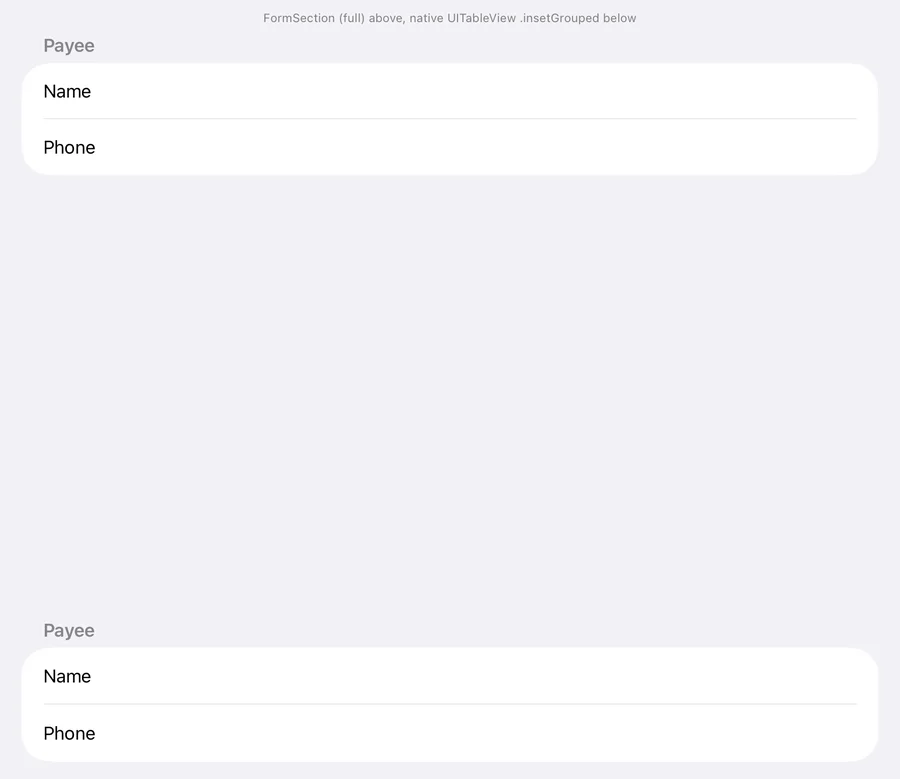 FormSection (full) above, native UITableView .insetGrouped below
Payee
Name
Phone
Payee
Name
Phone